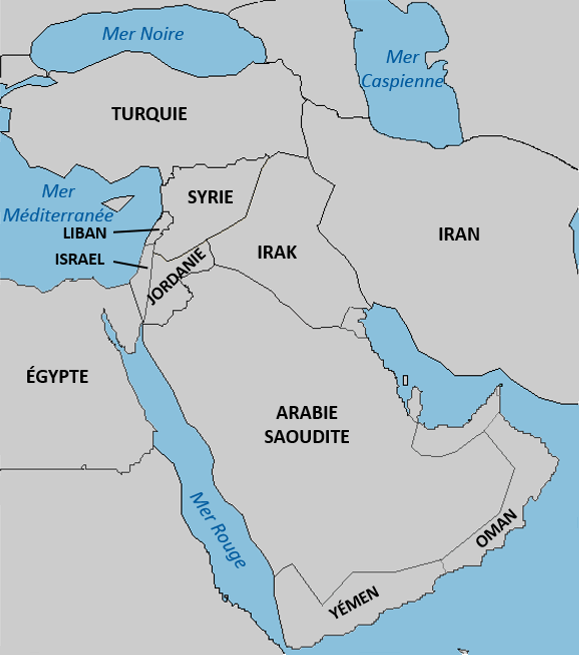 Mer Noire
Mer
Caspienne
TURQUIE
Mer
Méditerranée
SYRIE
LIBAN
ISRAEL
JORDANIE
IRAK
IRAN
ÉGYPTE
ARABIE
SAOUDITE
Mer Rouge
OMAN
YÉMEN